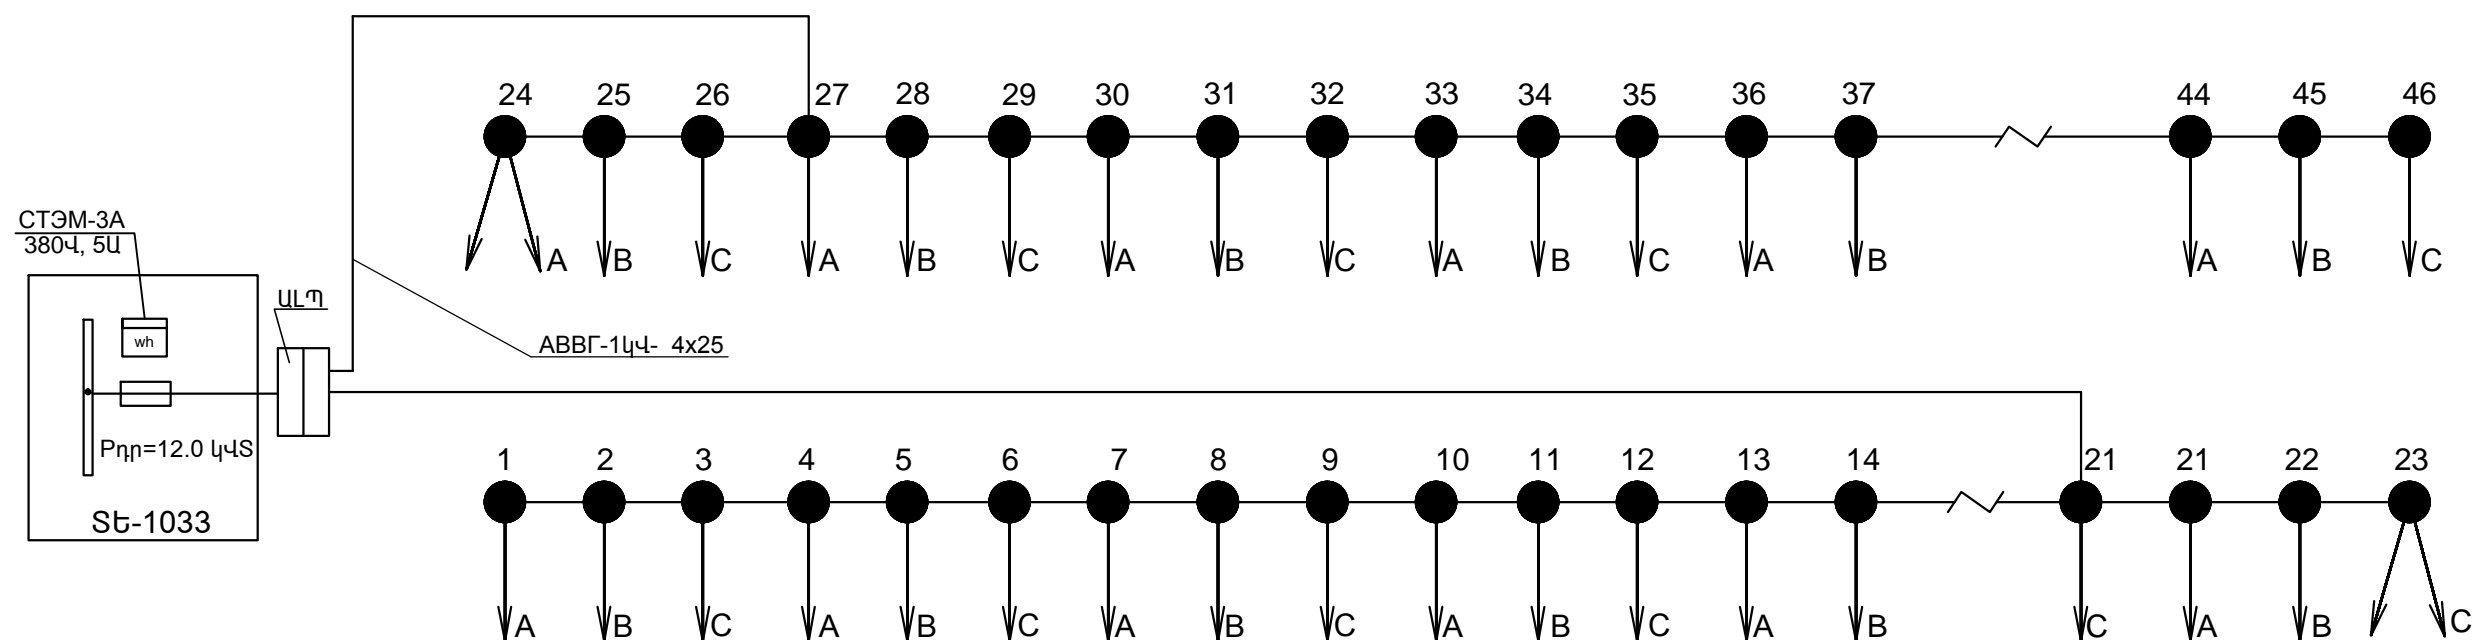 24 25 26 27 28 29 30 31 32 33 34 35 36 37 44 45 46
A B C A B C A B C A B C A B A B C
СТЭМ-3А
380Վ, 5Ա
ԱԼՊ
wh
АВВГ-1կՎ- 4x25
Pդր=12.0 կՎՏ
ՏԵ-1033
1 2 3 4 5 6 7 8 9 10 11 12 13 14 21 21 22 23
A B C A B C A B C A B C A B C A B C